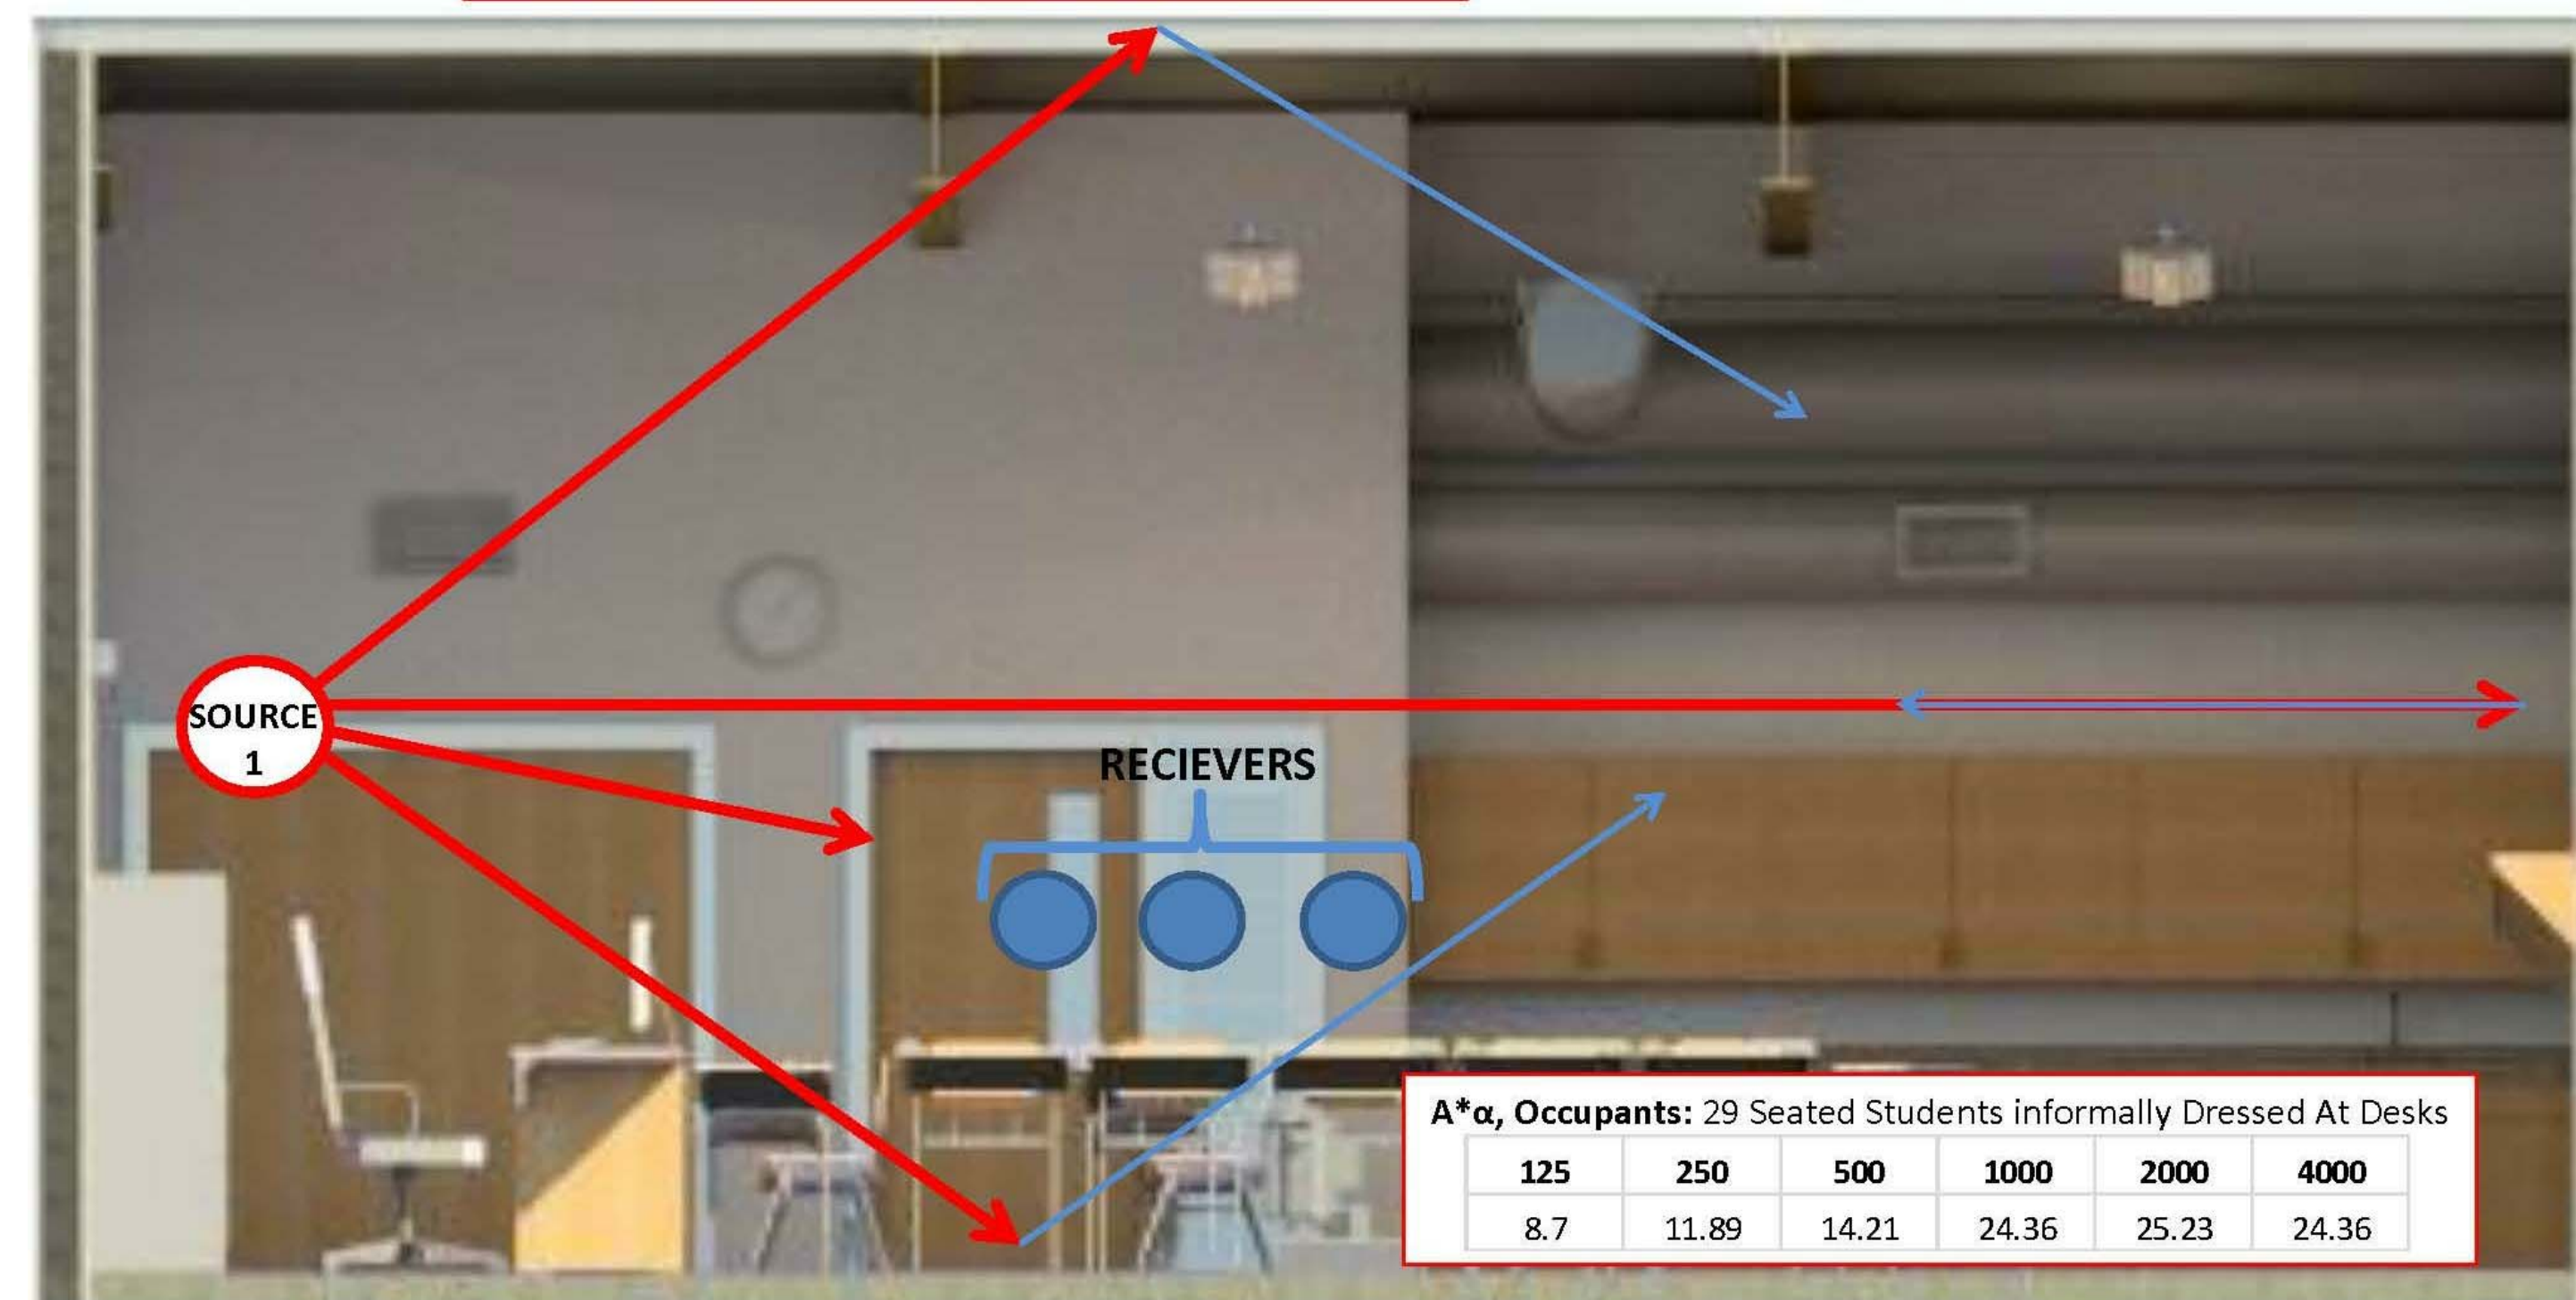 SOURCE
1
RECIEVERS
A*α, Occupants: 29 Seated Students informally Dressed At Desks
125 250 500 1000 2000 4000
8.7 11.89 14.21 24.36 25.23 24.36